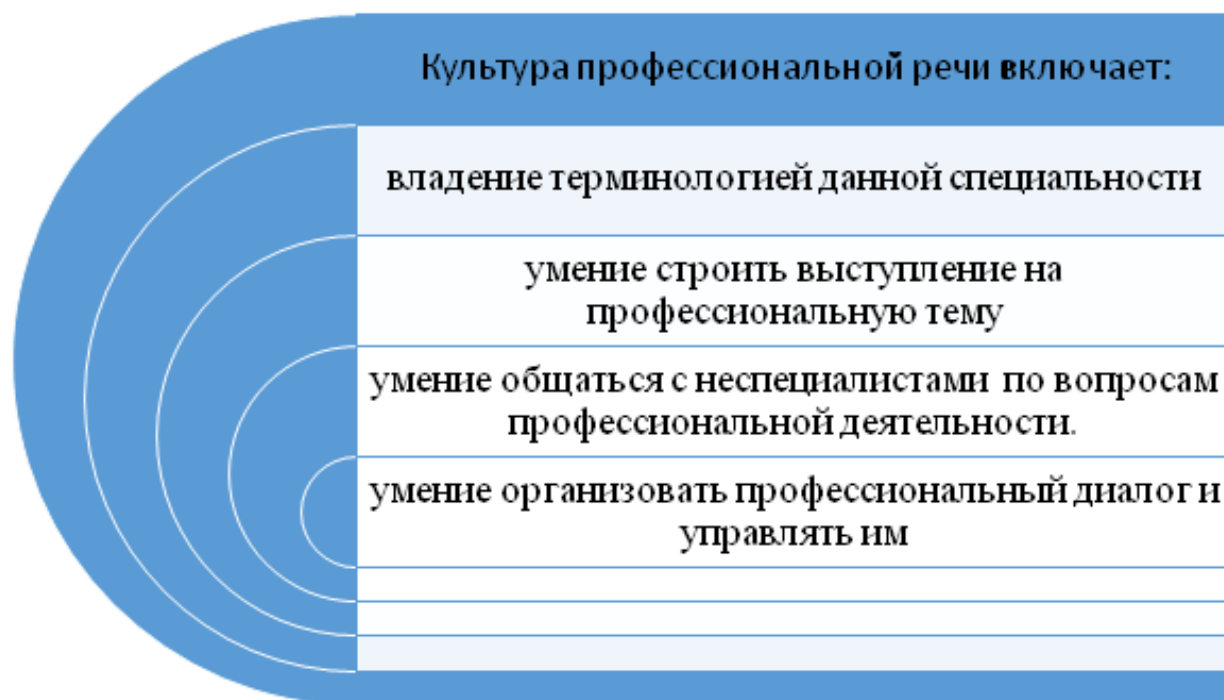 Культура профессиональной речи включает:
владение терминологией данной специальности
умение строить выступление на
профессиональную тему
умение общаться с неспециалистами по вопросам
профессиональной деятельности.
умение организовать профессиональный диалог и
управлять им